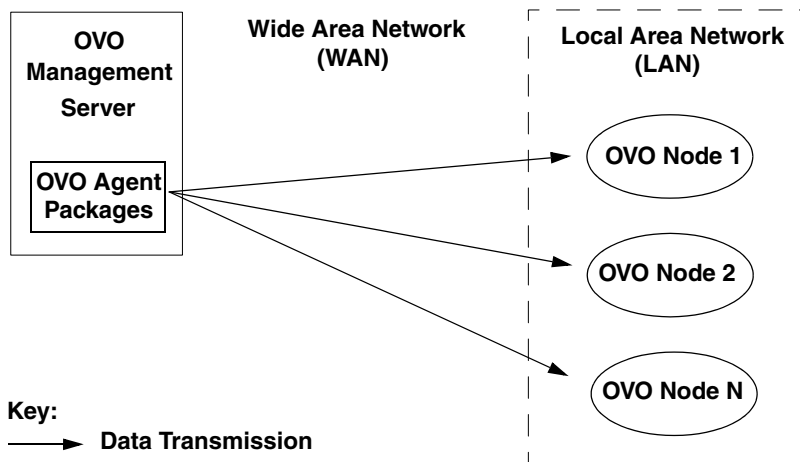 OVO
Management
Server
OVO Agent
Packages
Wide Area Network
(WAN)
Local Area Network
(LAN)
OVO Node 1
OVO Node 2
OVO Node N
Key:
Data Transmission